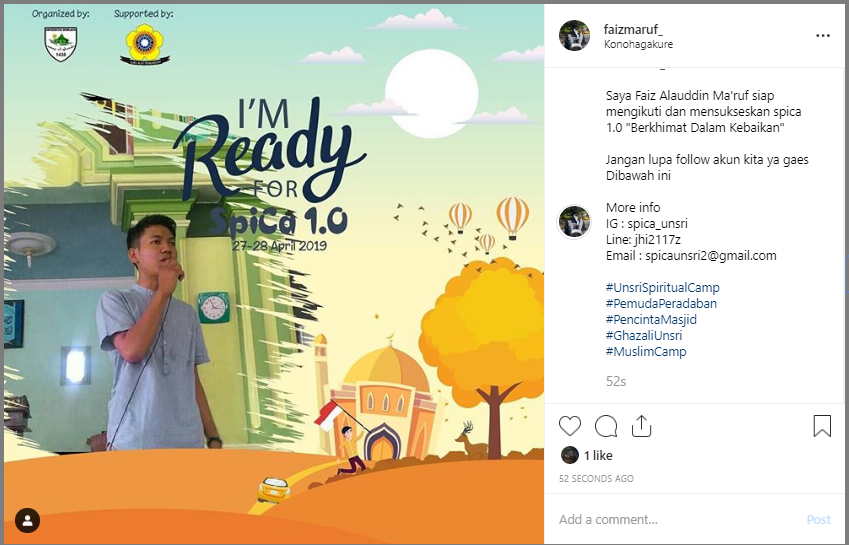 Organized by:
Supported by:
1436
I'M
Ready
FOR
SpiCa 1.0
27-28 April 2019
faizmaruf_
Konohagakure
Saya Faiz Alauddin Ma'ruf siap
mengikuti dan mensukseskan spica
1.0 "Berkhimat Dalam Kebaikan"
Jangan lupa follow akun kita ya gaes
Dibawah ini
More info
IG : spica_unsri
Line: jhi2117z
Email : spicaunsri2@gmail.com
#UnsriSpiritualCamp
#PemudaPeradaban
#PencintaMasjid
#GhazaliUnsri
#MuslimCamp
52s
1 like
52 SECONDS AGO
Add a comment...
Post